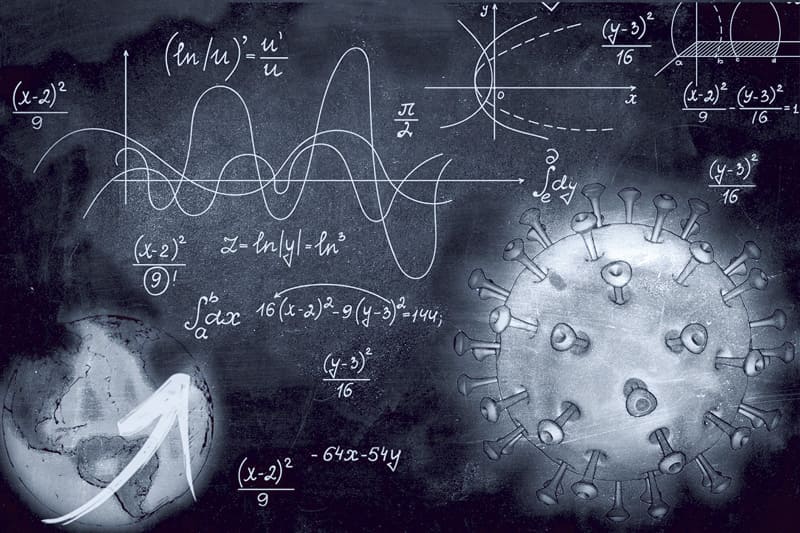 (ln/u)' = u'/u
y
(y-3)²/16
a b c d
(x-2)²/9
π/2
0
x
(x-2)²/9 - (y-3)²/16 = 1
∫ₑ^∂ dy
(y-3)²/16
(x-2)²/9!
z = ln|y| = ln³
∫ₐᵇ dx
16(x-2)² - 9(y-3)² = 144;
(y-3)²/16
(x-2)²/9
- 64x - 54y